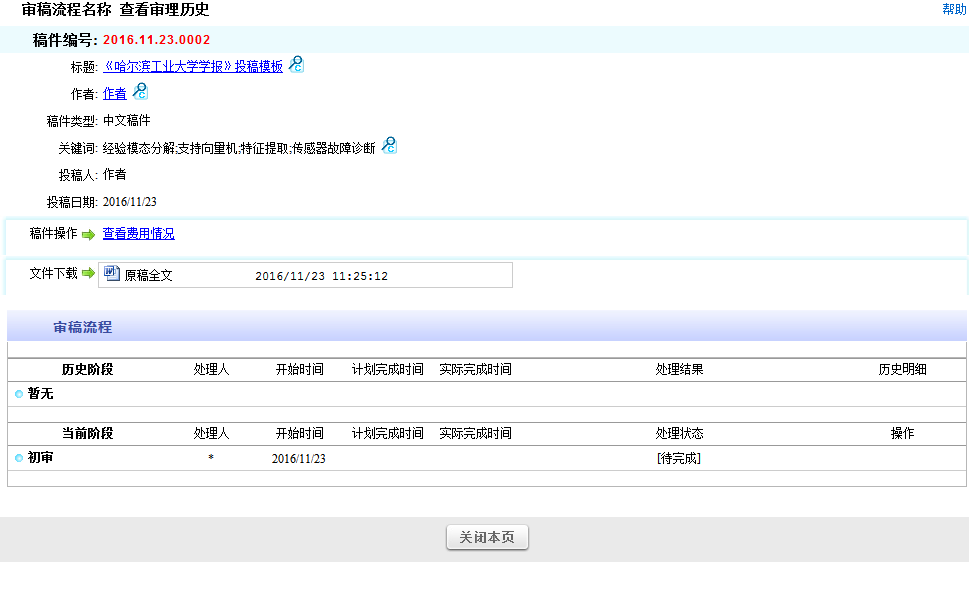 审稿流程名称 查看审理历史 帮助
稿件编号: 2016.11.23.0002
标题: 《哈尔滨工业大学学报》投稿模板
作者: 作者
稿件类型: 中文稿件
关键词: 经验模态分解;支持向量机;特征提取;传感器故障诊断
投稿人: 作者
投稿日期: 2016/11/23
稿件操作 查看费用情况
文件下载 原稿全文 2016/11/23 11:25:12
审稿流程
历史阶段 处理人 开始时间 计划完成时间 实际完成时间 处理结果 历史明细
暂无
当前阶段 处理人 开始时间 计划完成时间 实际完成时间 处理状态 操作
初审 * 2016/11/23 [待完成]
关闭本页